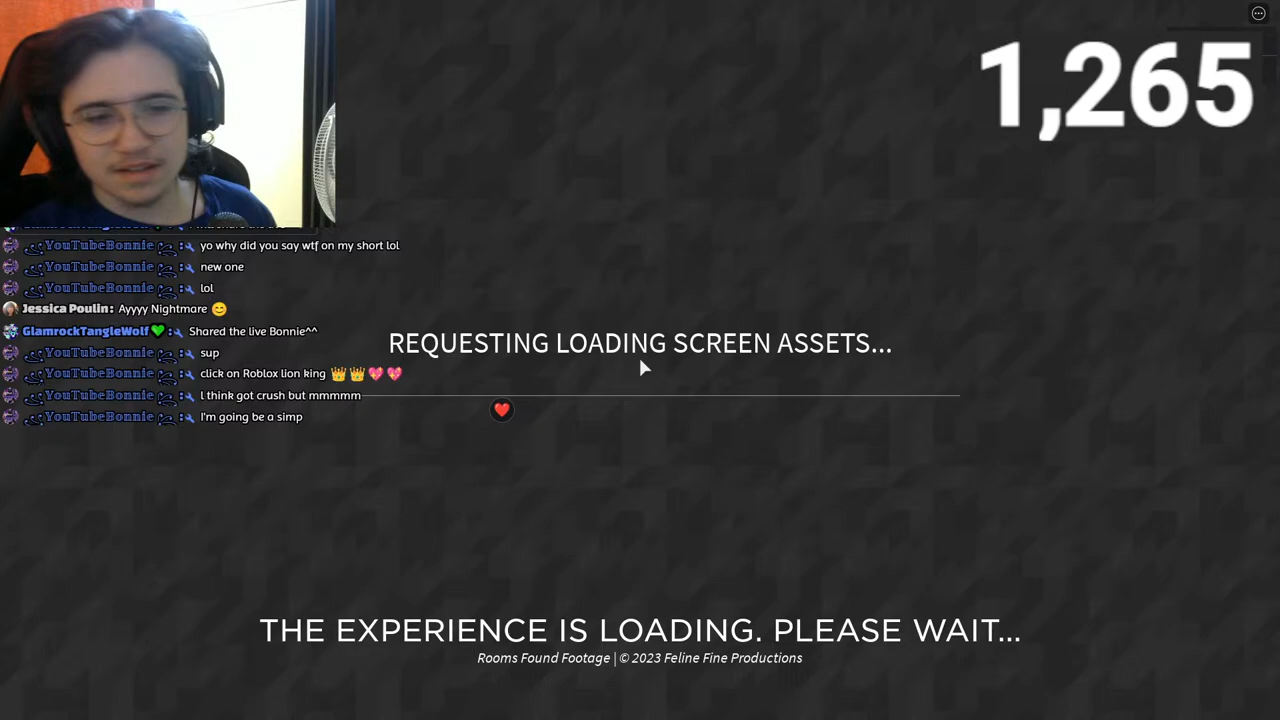 1,265
YouTubeBonnie : yo why did you say wtf on my short lol
YouTubeBonnie : new one
YouTubeBonnie : lol
Jessica Poulin: Ayyyy Nightmare 😊
GlamrockTangleWolf💚 : Shared the live Bonnie^^
YouTubeBonnie : sup
YouTubeBonnie : click on Roblox lion king 👑👑💖💖
YouTubeBonnie : I think got crush but mmmmm
YouTubeBonnie : I'm going be a simp
REQUESTING LOADING SCREEN ASSETS...
THE EXPERIENCE IS LOADING. PLEASE WAIT...
Rooms Found Footage | © 2023 Feline Fine Productions